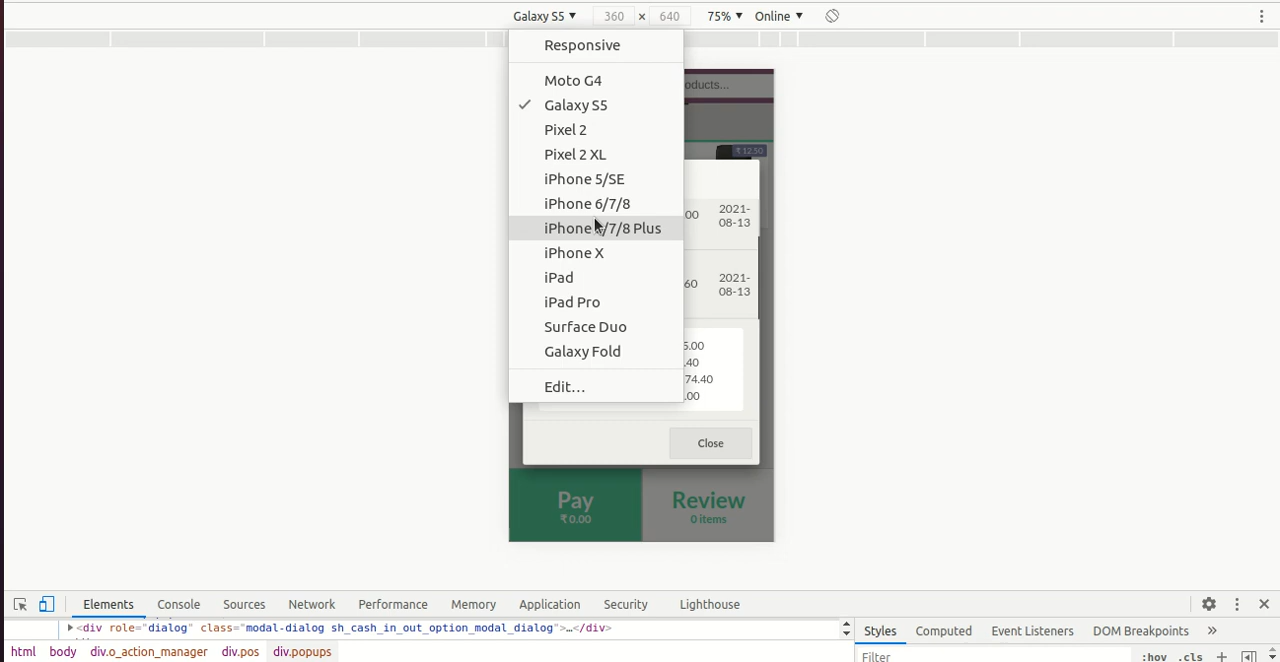 Galaxy S5 ▼ 360 × 640 75% ▼ Online ▼
Responsive
Moto G4
Galaxy S5
Pixel 2
Pixel 2 XL
iPhone 5/SE
iPhone 6/7/8
iPhone 6/7/8 Plus
iPhone X
iPad
iPad Pro
Surface Duo
Galaxy Fold
Edit…
oducts...
₹ 12.50
00 2021-
08-13
60 2021-
08-13
5.00
.40
74.40
.00
Close
Pay
₹ 0.00
Review
0 items
Elements Console Sources Network Performance Memory Application Security Lighthouse
<div role="dialog" class="modal-dialog sh_cash_in_out_option_modal_dialog">…</div>
html body div.o_action_manager div.pos div.popups
Styles Computed Event Listeners DOM Breakpoints »
Filter :hov .cls +